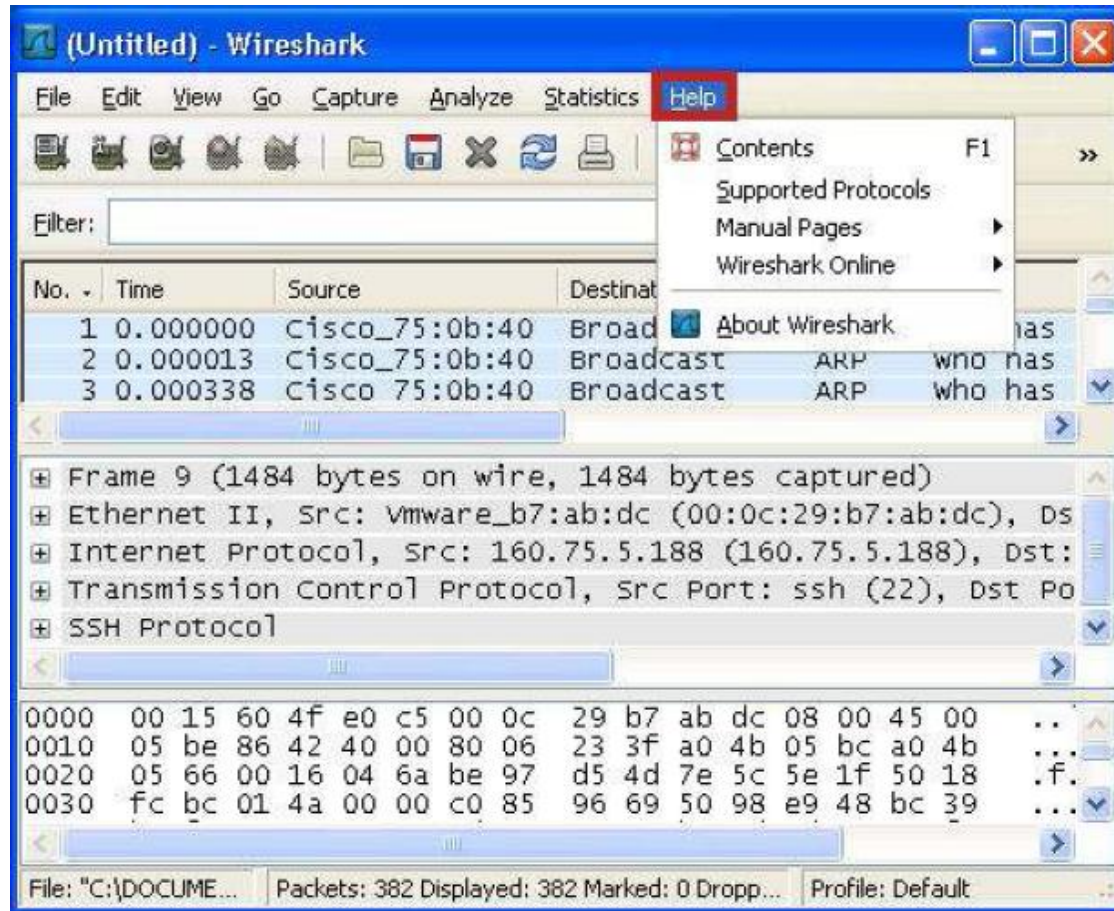 (Untitled) - Wireshark
File Edit View Go Capture Analyze Statistics Help
Contents F1
Supported Protocols
Manual Pages
Wireshark Online
About Wireshark
Filter:
No. Time Source Destinat
1 0.000000 Cisco_75:0b:40 Broad has
2 0.000013 Cisco_75:0b:40 Broadcast ARP who has
3 0.000338 Cisco_75:0b:40 Broadcast ARP who has
Frame 9 (1484 bytes on wire, 1484 bytes captured)
Ethernet II, Src: Vmware_b7:ab:dc (00:0c:29:b7:ab:dc), Ds
Internet Protocol, Src: 160.75.5.188 (160.75.5.188), Dst:
Transmission Control Protocol, Src Port: ssh (22), Dst Po
SSH Protocol
0000 00 15 60 4f e0 c5 00 0c 29 b7 ab dc 08 00 45 00 ..`
0010 05 be 86 42 40 00 80 06 23 3f a0 4b 05 bc a0 4b ...
0020 05 66 00 16 04 6a be 97 d5 4d 7e 5c 5e 1f 50 18 .f.
0030 fc bc 01 4a 00 00 c0 85 96 69 50 98 e9 48 bc 39 ...
File: "C:\DOCUME... Packets: 382 Displayed: 382 Marked: 0 Dropp... Profile: Default